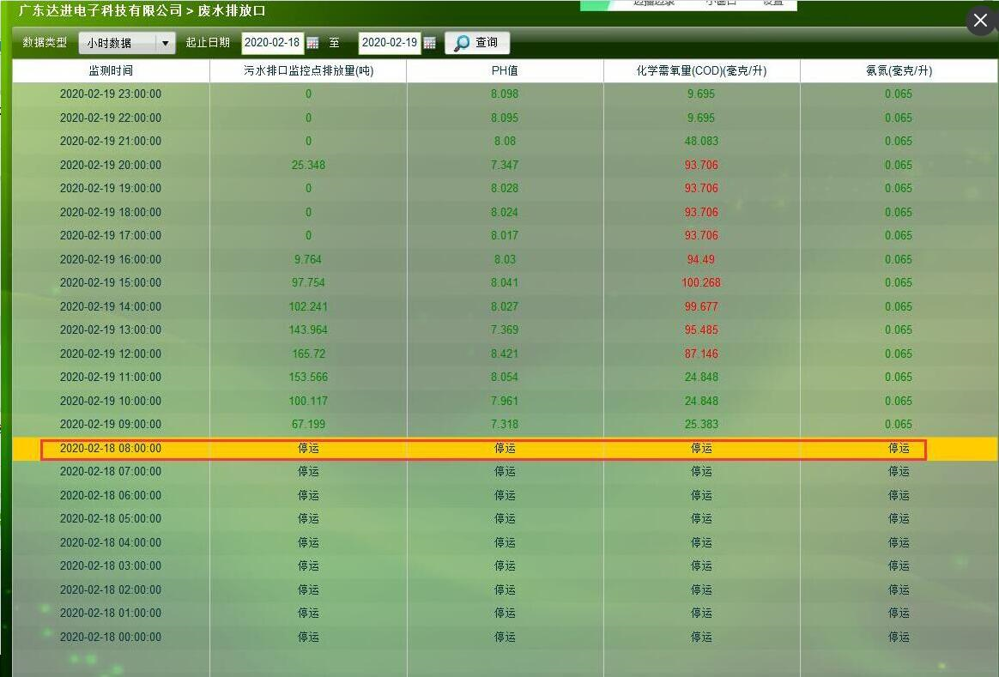 广东达进电子科技有限公司 > 废水排放口
数据类型 小时数据 起止日期 2020-02-18 至 2020-02-19 查询
监测时间 污水排口监控点排放量(吨) PH值 化学需氧量(COD)(毫克/升) 氨氮(毫克/升)
2020-02-19 23:00:00 0 8.098 9.695 0.065
2020-02-19 22:00:00 0 8.095 9.695 0.065
2020-02-19 21:00:00 0 8.08 48.083 0.065
2020-02-19 20:00:00 25.348 7.347 93.706 0.065
2020-02-19 19:00:00 0 8.028 93.706 0.065
2020-02-19 18:00:00 0 8.024 93.706 0.065
2020-02-19 17:00:00 0 8.017 93.706 0.065
2020-02-19 16:00:00 9.764 8.03 94.49 0.065
2020-02-19 15:00:00 97.754 8.041 100.268 0.065
2020-02-19 14:00:00 102.241 8.027 99.677 0.065
2020-02-19 13:00:00 143.964 7.369 95.485 0.065
2020-02-19 12:00:00 165.72 8.421 87.146 0.065
2020-02-19 11:00:00 153.566 8.054 24.848 0.065
2020-02-19 10:00:00 100.117 7.961 24.848 0.065
2020-02-19 09:00:00 67.199 7.318 25.383 0.065
2020-02-18 08:00:00 停运 停运 停运 停运
2020-02-18 07:00:00 停运 停运 停运 停运
2020-02-18 06:00:00 停运 停运 停运 停运
2020-02-18 05:00:00 停运 停运 停运 停运
2020-02-18 04:00:00 停运 停运 停运 停运
2020-02-18 03:00:00 停运 停运 停运 停运
2020-02-18 02:00:00 停运 停运 停运 停运
2020-02-18 01:00:00 停运 停运 停运 停运
2020-02-18 00:00:00 停运 停运 停运 停运